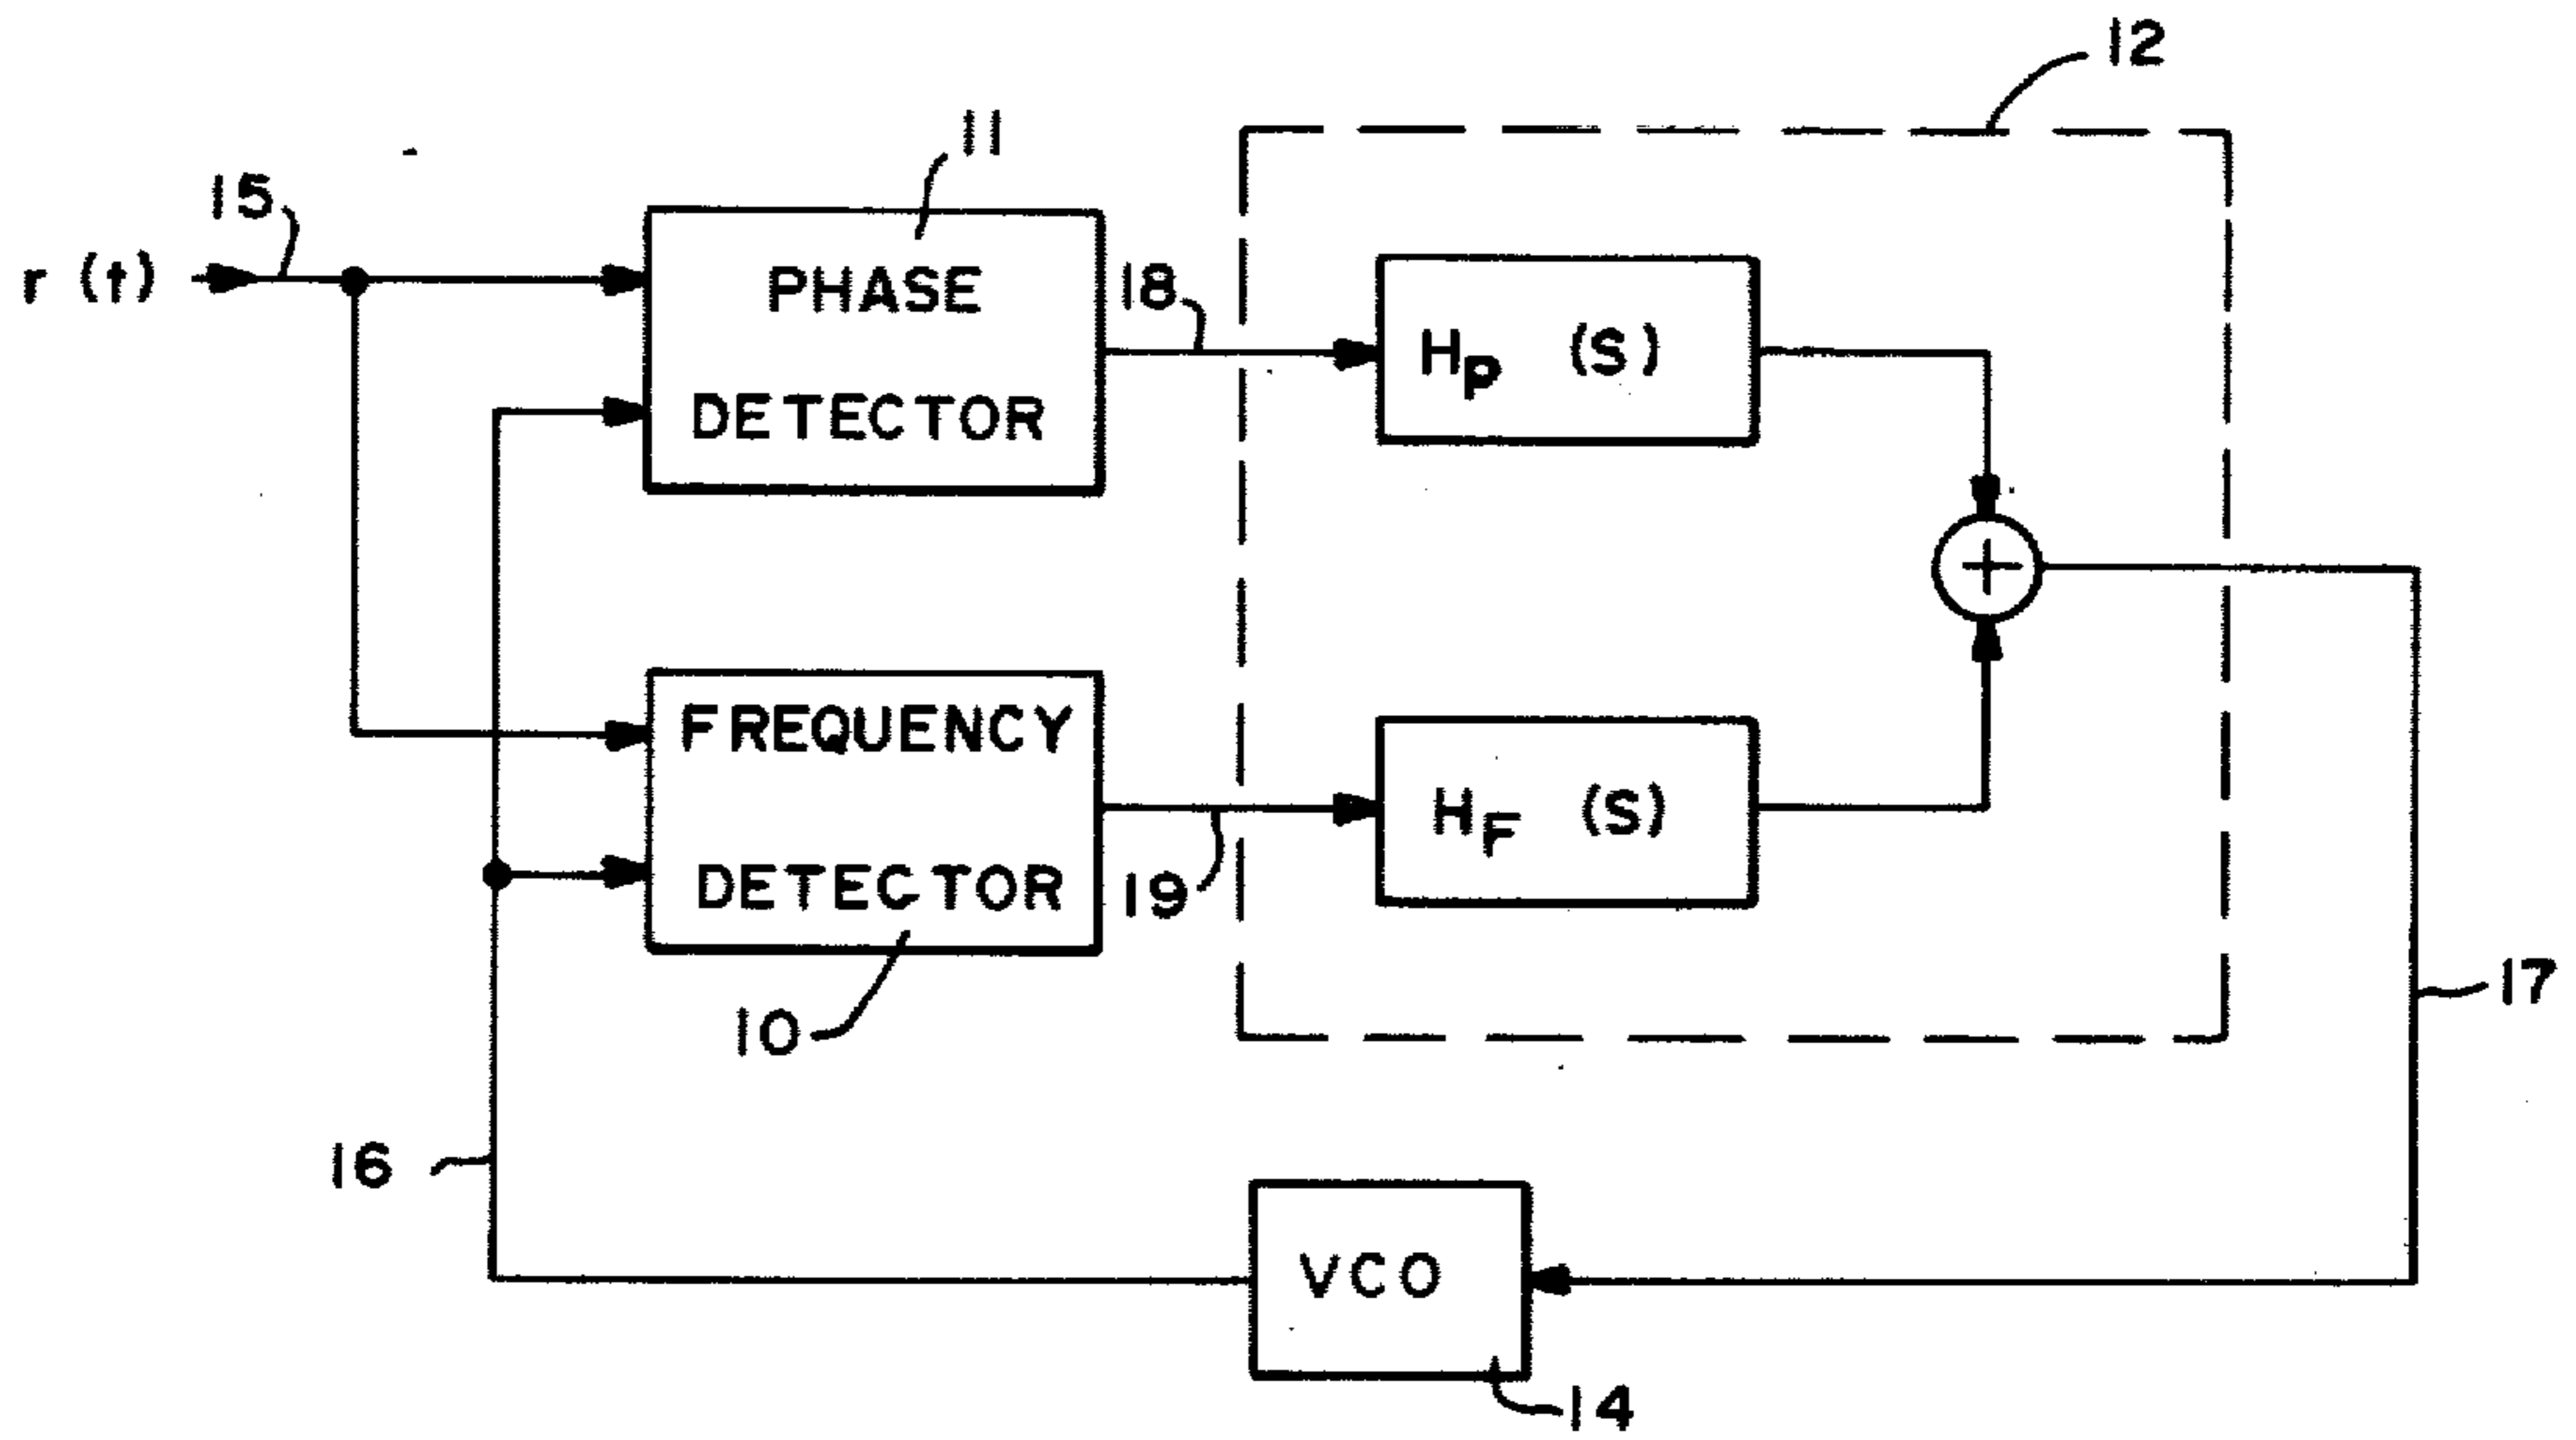 12
11
15
r (t)
PHASE
DETECTOR
18
H_P (S)
+
FREQUENCY
DETECTOR
19
H_F (S)
10
17
16
VCO
14